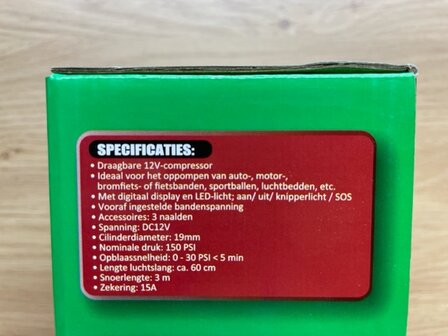 SPECIFICATIES:
• Draagbare 12V-compressor
• Ideaal voor het oppompen van auto-, motor-,
bromfiets- of fietsbanden, sportballen, luchtbedden, etc.
• Met digitaal display en LED-licht; aan/ uit/ knipperlicht / SOS
• Vooraf ingestelde bandenspanning
• Accessoires: 3 naalden
• Spanning: DC12V
• Cilinderdiameter: 19mm
• Nominale druk: 150 PSI
• Opblaassnelheid: 0 - 30 PSI < 5 min
• Lengte luchtslang: ca. 60 cm
• Snoerlengte: 3 m
• Zekering: 15A